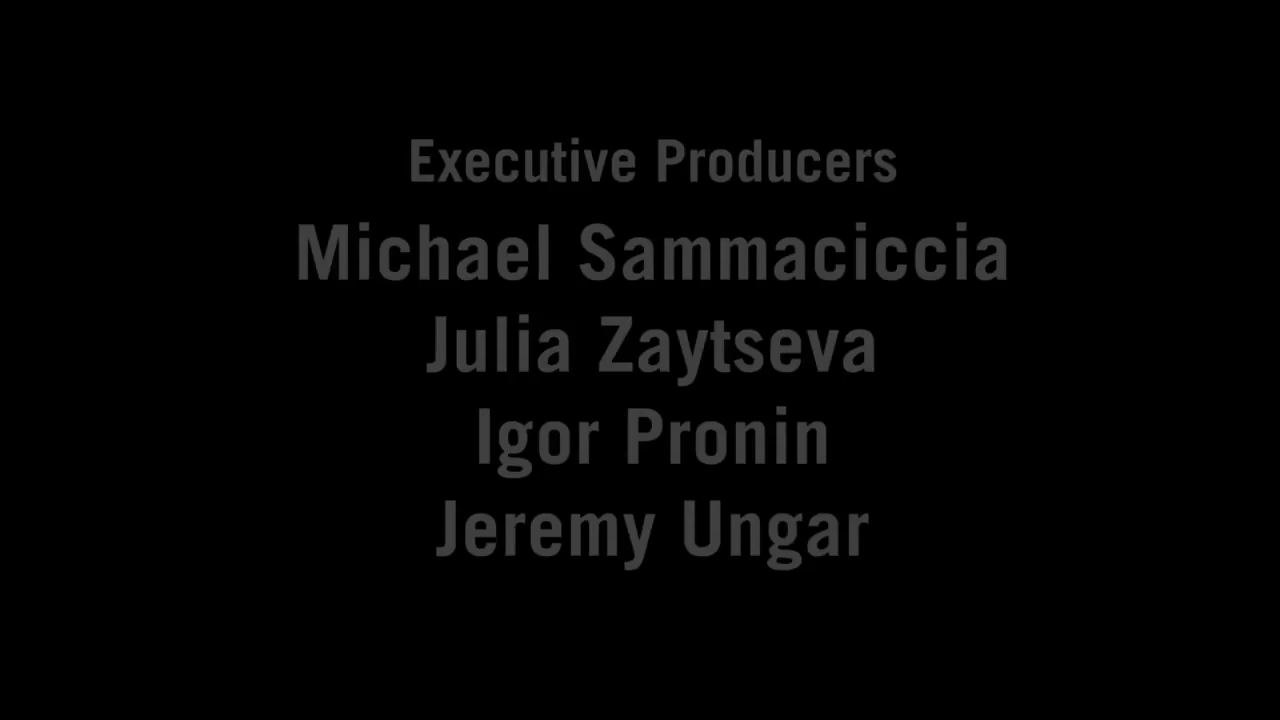 Executive Producers
Michael Sammaciccia
Julia Zaytseva
Igor Pronin
Jeremy Ungar